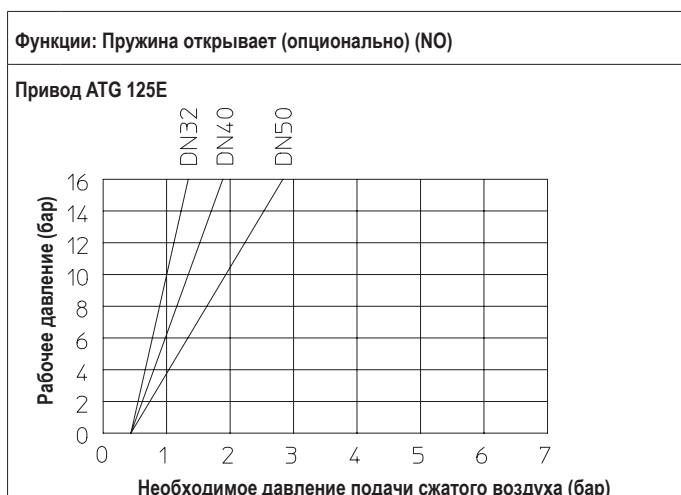 Функции: Пружина открывает (опционально) (NO)
Привод ATG 125E
DN32
DN40
DN50
Рабочее давление (бар)
16
14
12
10
8
6
4
2
0
0 1 2 3 4 5 6 7
Необходимое давление подачи сжатого воздуха (бар)